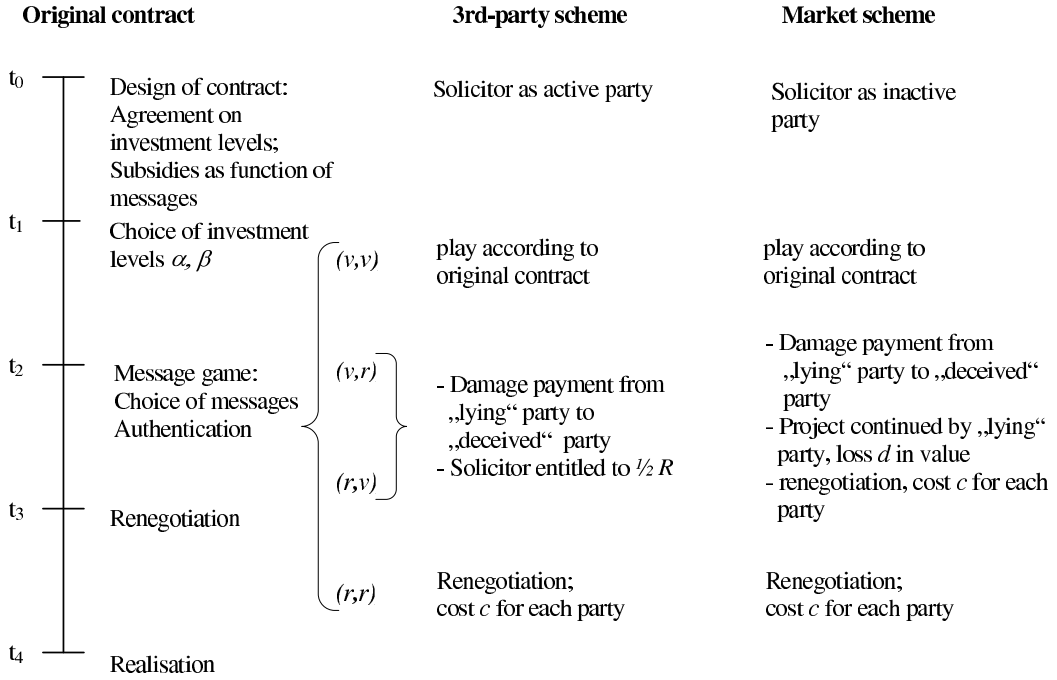 Original contract
3rd-party scheme
Market scheme
t0
Design of contract:
Agreement on
investment levels;
Subsidies as function of
messages
Solicitor as active party
Solicitor as inactive
party
t1
Choice of investment
levels α, β
(v,v)
play according to
original contract
play according to
original contract
t2
Message game:
Choice of messages
Authentication
(v,r)
(r,v)
- Damage payment from
„lying“ party to
„deceived“ party
- Solicitor entitled to ½ R
- Damage payment from
„lying“ party to „deceived“
party
- Project continued by „lying“
party, loss d in value
- renegotiation, cost c for each
party
t3
Renegotiation
(r,r)
Renegotiation;
cost c for each party
Renegotiation;
cost c for each party
t4
Realisation